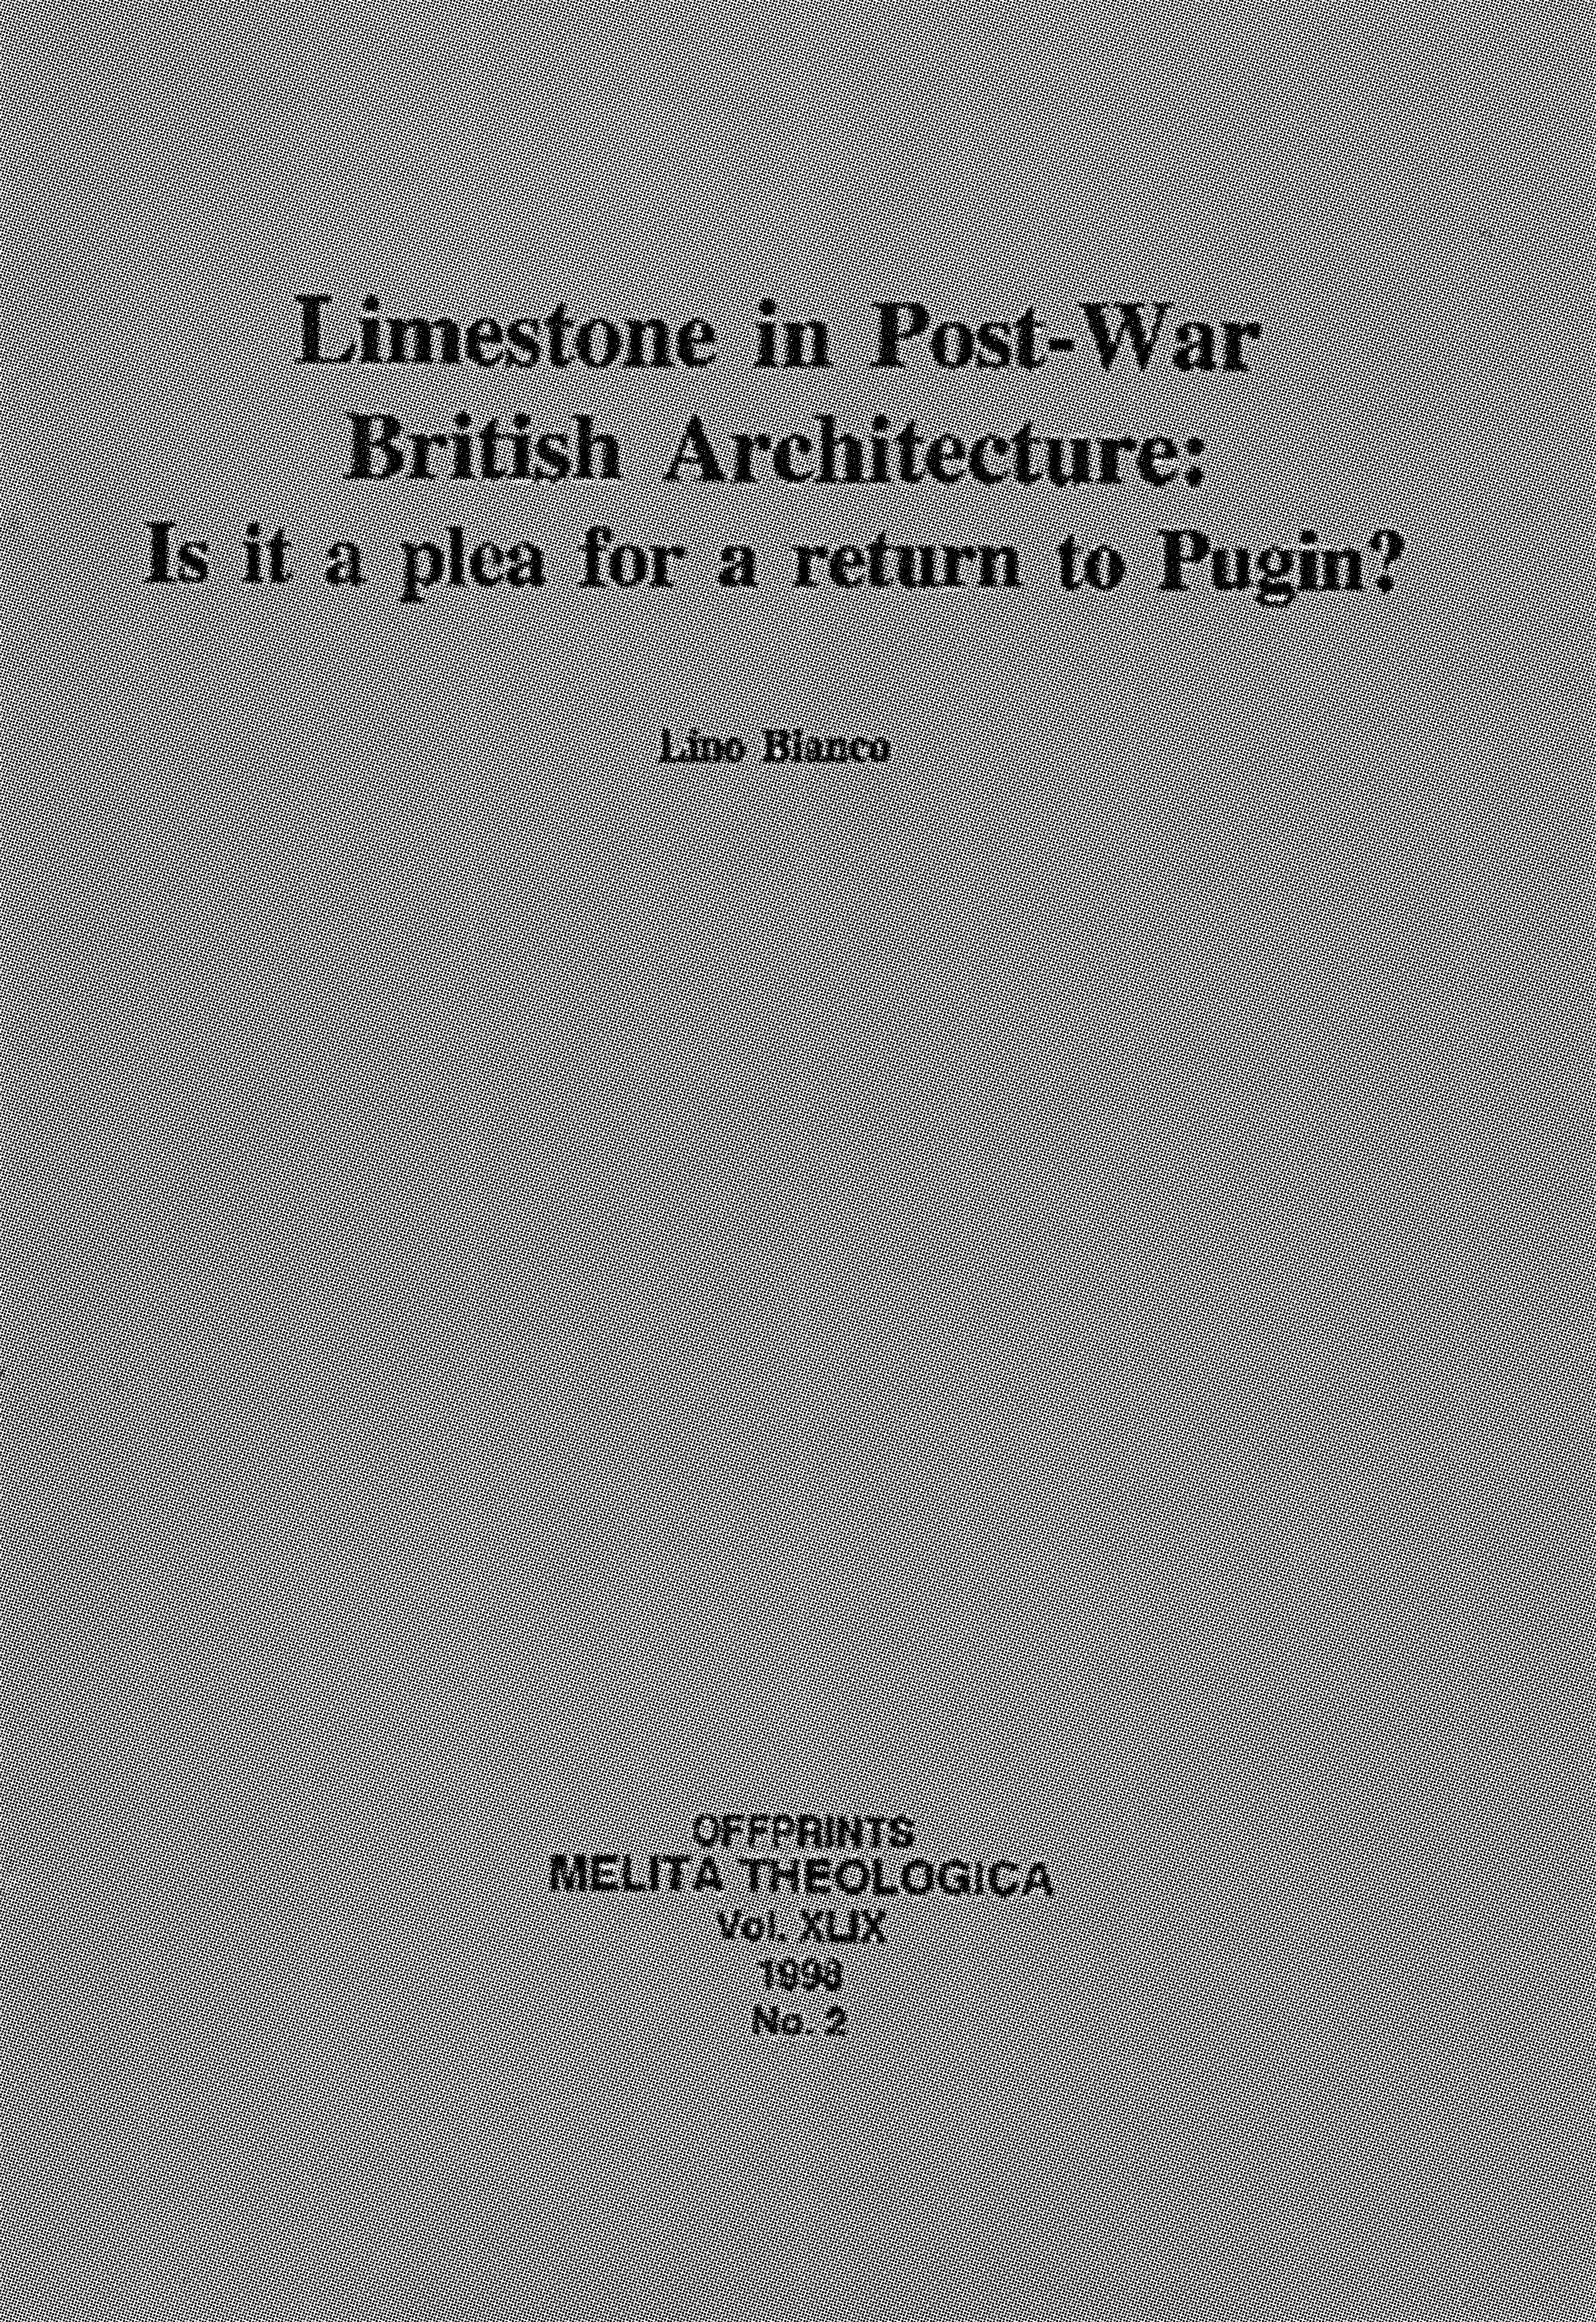 Limestone in Post-War
British Architecture:
Is it a plea for a return to Pugin?
Lino Bianco
OFFPRINTS
MELITA THEOLOGICA
Vol. XLIX
1998
No. 2